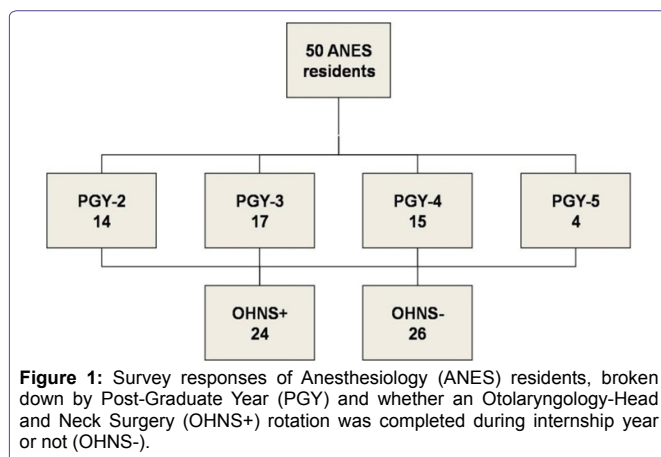 50 ANES
residents
PGY-2
14
PGY-3
17
PGY-4
15
PGY-5
4
OHNS+
24
OHNS-
26
Figure 1: Survey responses of Anesthesiology (ANES) residents, broken
down by Post-Graduate Year (PGY) and whether an Otolaryngology-Head
and Neck Surgery (OHNS+) rotation was completed during internship year
or not (OHNS-).